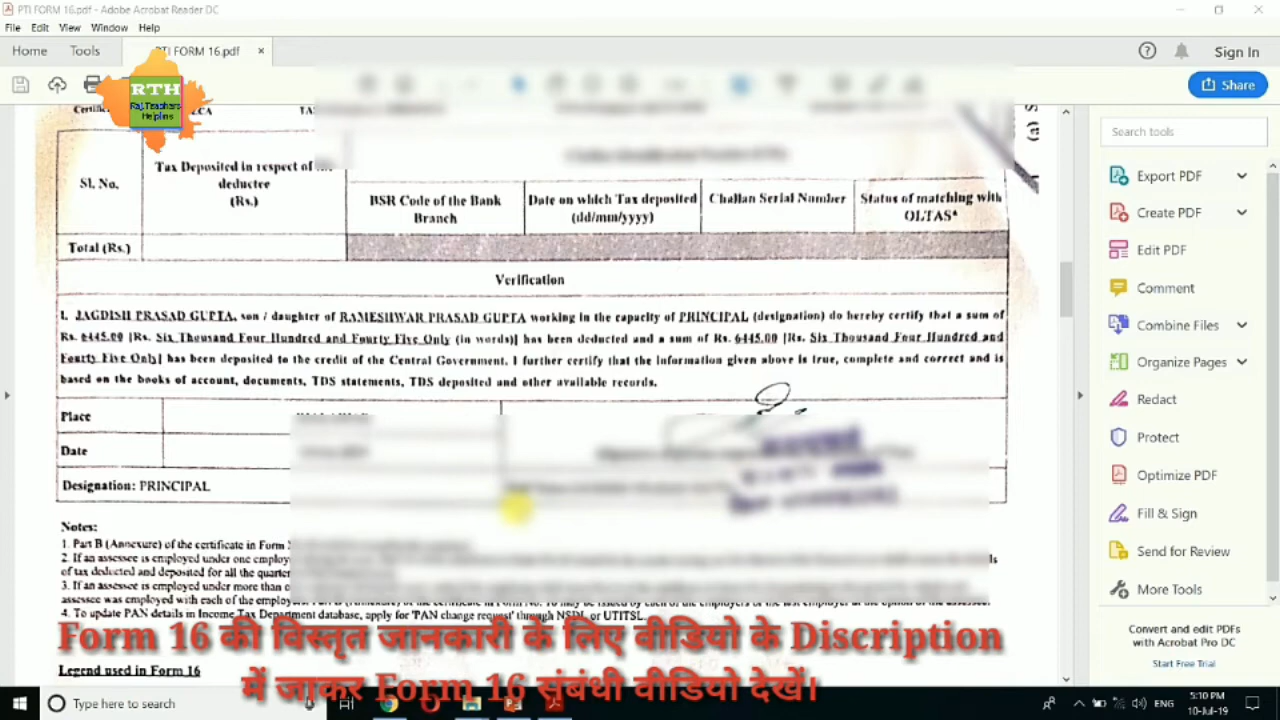 PTI FORM 16.pdf - Adobe Acrobat Reader DC
File Edit View Window Help
Home Tools PTI FORM 16.pdf × Sign In
Share
RTH
Raj.Teachers
Helplins
Sl. No.
Tax Deposited in respect of
deductee
(Rs.)
BSR Code of the Bank
Branch
Date on which Tax deposited
(dd/mm/yyyy)
Challan Serial Number
Status of matching with
OLTAS*
Total (Rs.)
Verification
I, JAGDISH PRASAD GUPTA, son / daughter of RAMESHWAR PRASAD GUPTA working in the capacity of PRINCIPAL (designation) do hereby certify that a sum of
Rs. 6445.00 [Rs. Six Thousand Four Hundred and Fourty Five Only (in words)] has been deducted and a sum of Rs. 6445.00 [Rs. Six Thousand Four Hundred and
Fourty Five Only] has been deposited to the credit of the Central Government. I further certify that the information given above is true, complete and correct and is
based on the books of account, documents, TDS statements, TDS deposited and other available records.
Place
Date
Designation: PRINCIPAL
Notes:
1. Part B (Annexure) of the certificate in Form
2. If an assessee is employed under one
of tax deducted and deposited for all the
3. If an assessee is employed under more than
assessee was employed with each of the
4. To update PAN details in Income Tax Department database, apply for 'PAN change request' through NSDL or UTITSL.
Legend used in Form 16
Form 16 की विस्तृत जानकारी के लिए वीडियो के Discription
में जाकर Form 16 संबंधी वीडियो देखें।
Search tools
Export PDF
Create PDF
Edit PDF
Comment
Combine Files
Organize Pages
Redact
Protect
Optimize PDF
Fill & Sign
Send for Review
More Tools
Convert and edit PDFs
with Acrobat Pro DC
Start Free Trial
Type here to search
ENG
5:10 PM
10-Jul-19